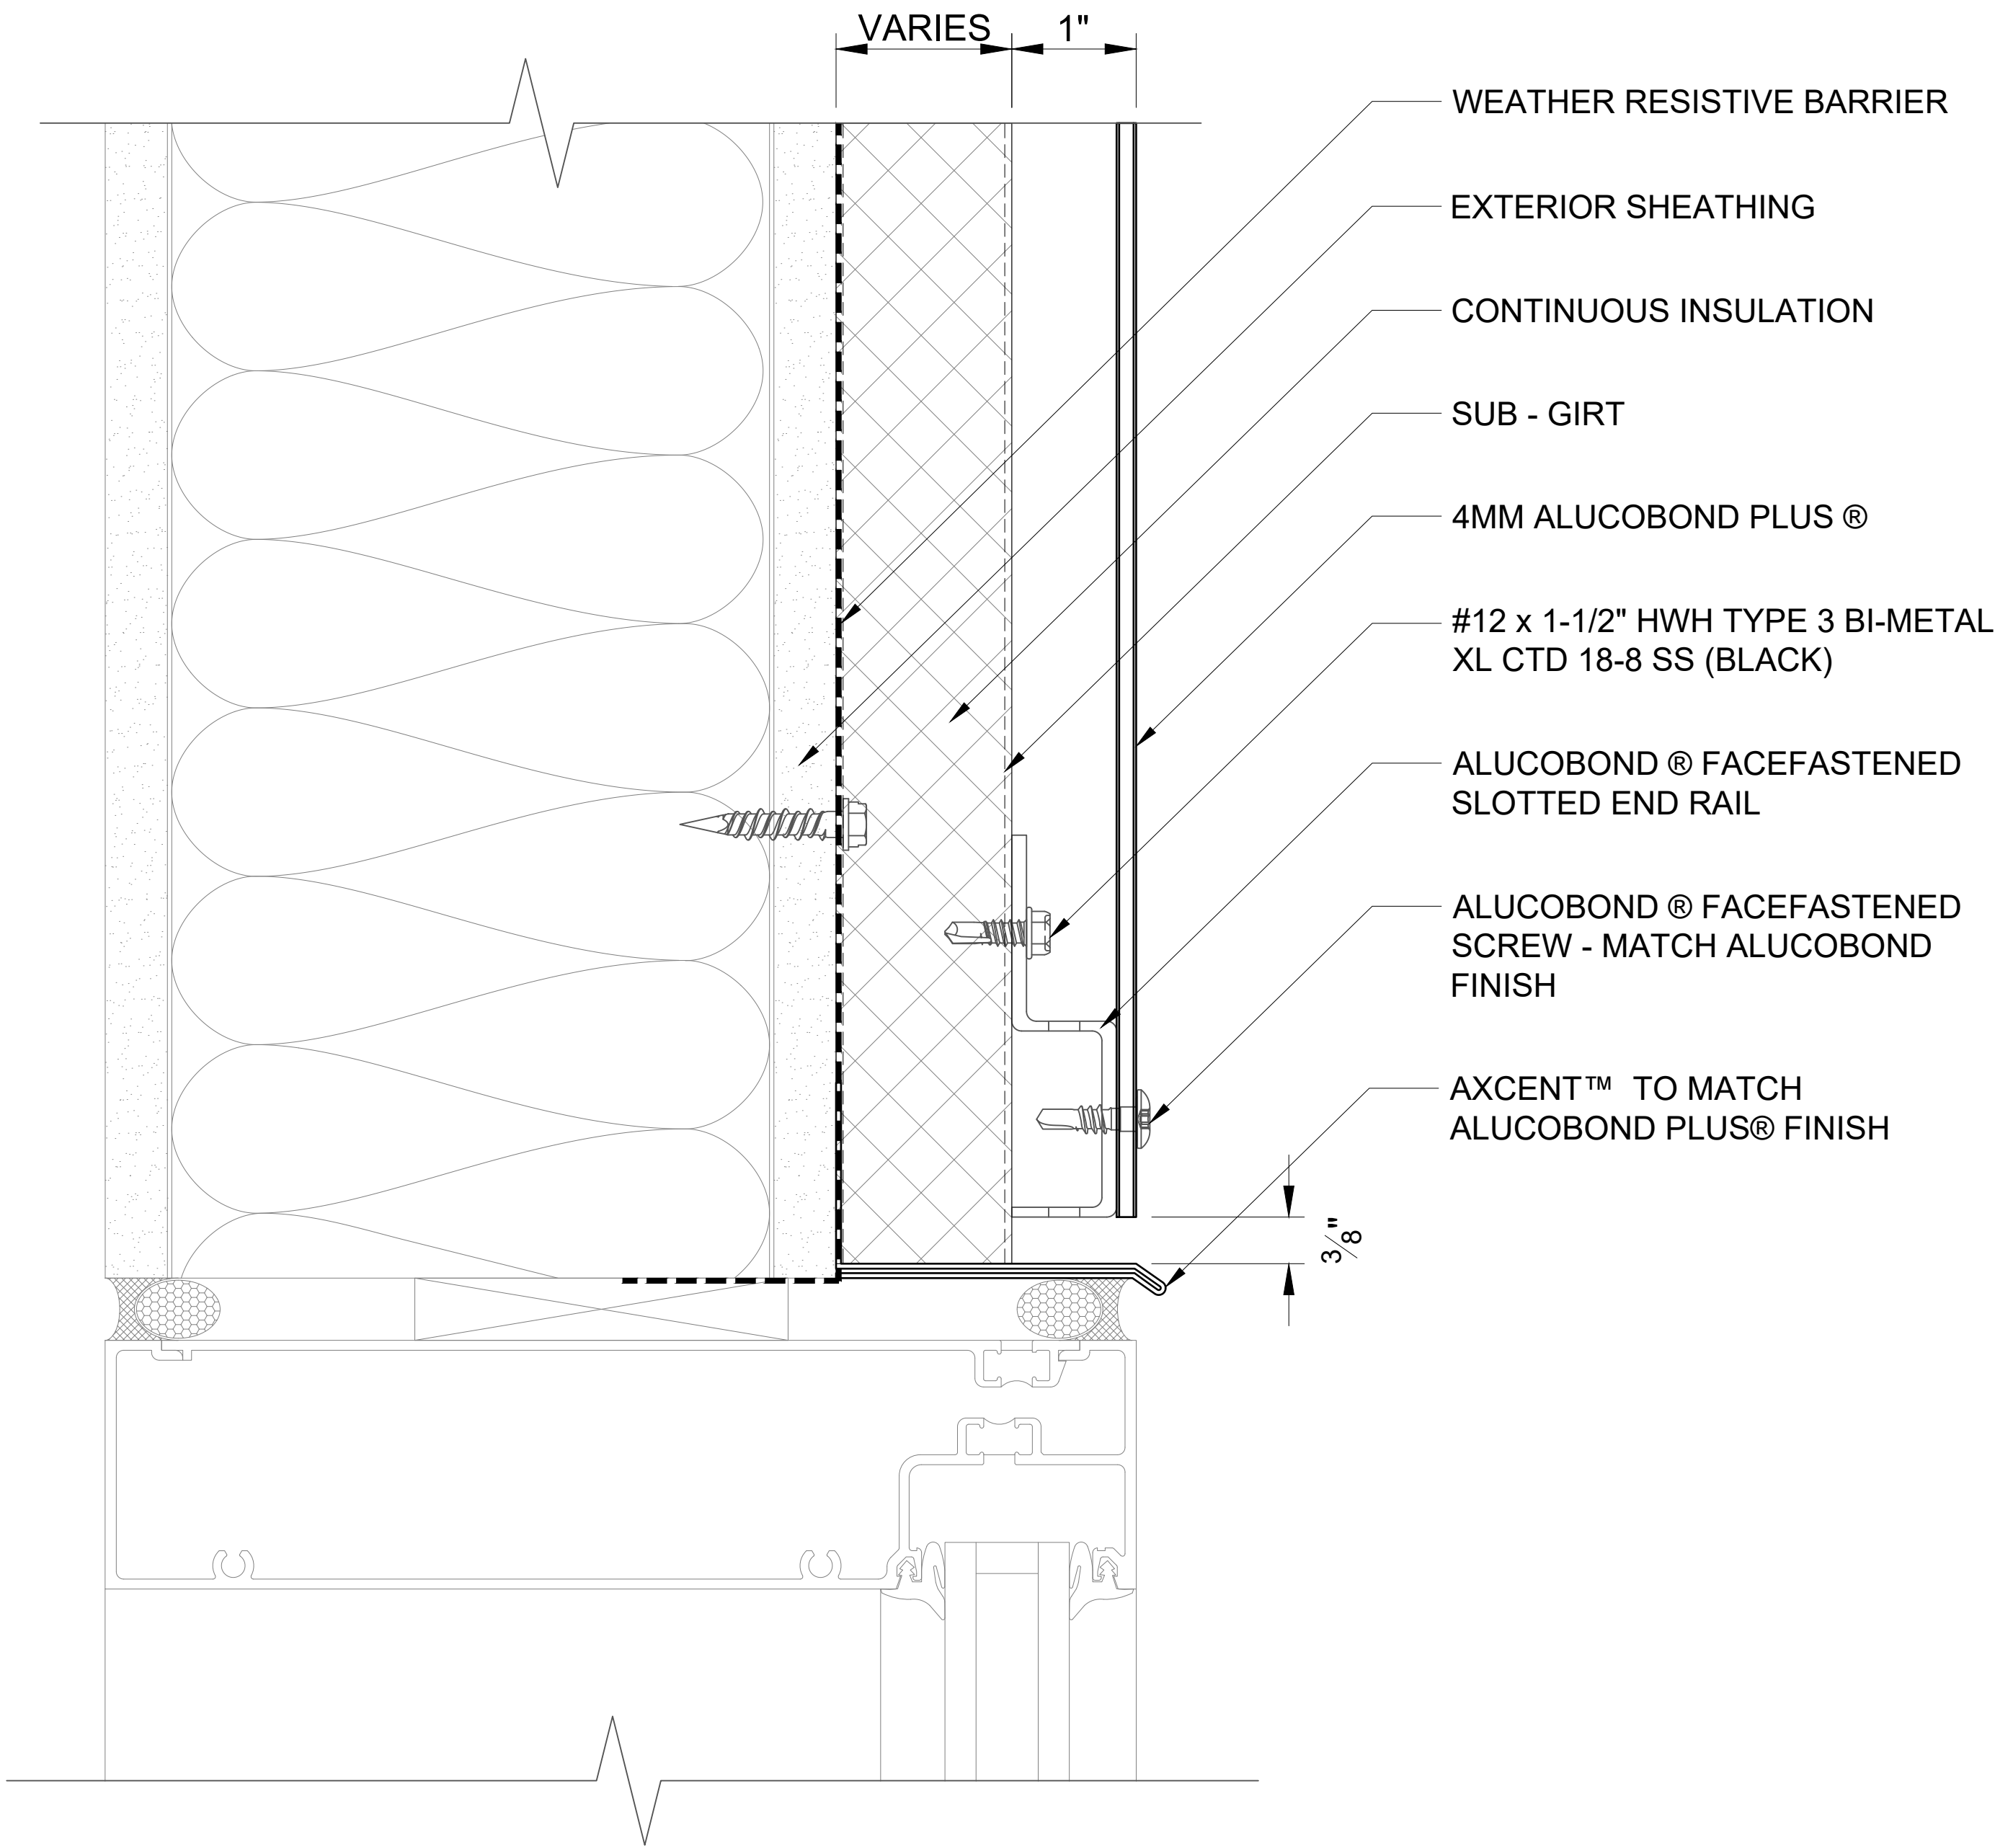 VARIES
1"
WEATHER RESISTIVE BARRIER
EXTERIOR SHEATHING
CONTINUOUS INSULATION
SUB - GIRT
4MM ALUCOBOND PLUS ®
#12 x 1-1/2" HWH TYPE 3 BI-METAL
XL CTD 18-8 SS (BLACK)
ALUCOBOND ® FACEFASTENED
SLOTTED END RAIL
ALUCOBOND ® FACEFASTENED
SCREW - MATCH ALUCOBOND
FINISH
AXCENT™ TO MATCH
ALUCOBOND PLUS® FINISH
3/8"